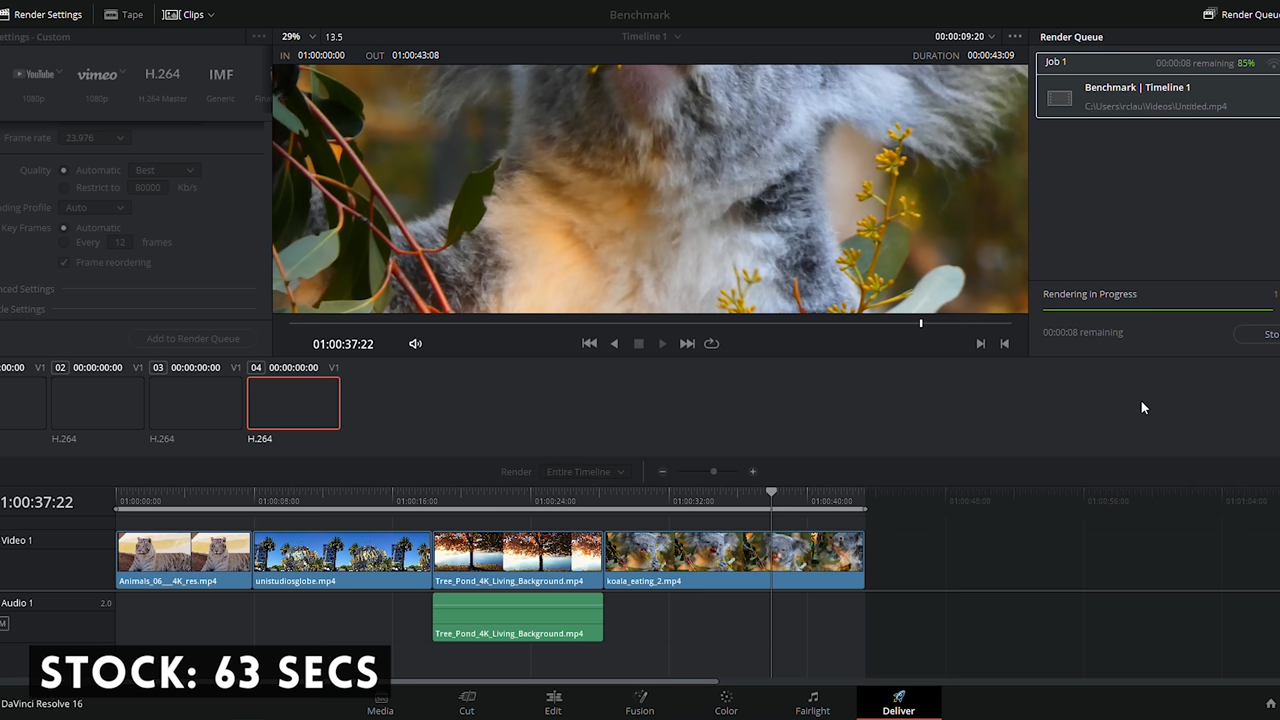 Render Settings Tape Clips Benchmark Render Queue
ettings - Custom 29% 13.5 Timeline 1 00:00:09:20 Render Queue
IN 01:00:00:00 OUT 01:00:43:08 DURATION 00:00:43:09
Job 1 00:00:08 remaining 85%
Benchmark | Timeline 1
C:\Users\rclau\Videos\Untitled.mp4
YouTube vimeo H.264 IMF
1080p 1080p H.264 Master Generic Fina
Frame rate 23.976
Quality Automatic Best
Restrict to 80000 Kb/s
ding Profile Auto
Key Frames Automatic
Every 12 frames
Frame reordering
nced Settings
le Settings
Add to Render Queue
Rendering in Progress 1
00:00:08 remaining Sto
01:00:37:22
:00:00 V1 02 00:00:00:00 V1 03 00:00:00:00 V1 04 00:00:00:00 V1
H.264 H.264 H.264
Render Entire Timeline
1:00:37:22 01:00:00:00 01:00:08:00 01:00:16:00 01:00:24:00 01:00:32:00 01:00:40:00 01:00:48:00 01:00:56:00 01:01:04:00
Video 1
Animals_06__4K_res.mp4 unistudiosglobe.mp4 Tree_Pond_4K_Living_Background.mp4 koala_eating_2.mp4
Audio 1 2.0
M
Tree_Pond_4K_Living_Background.mp4
STOCK: 63 SECS
DaVinci Resolve 16 Media Cut Edit Fusion Color Fairlight Deliver